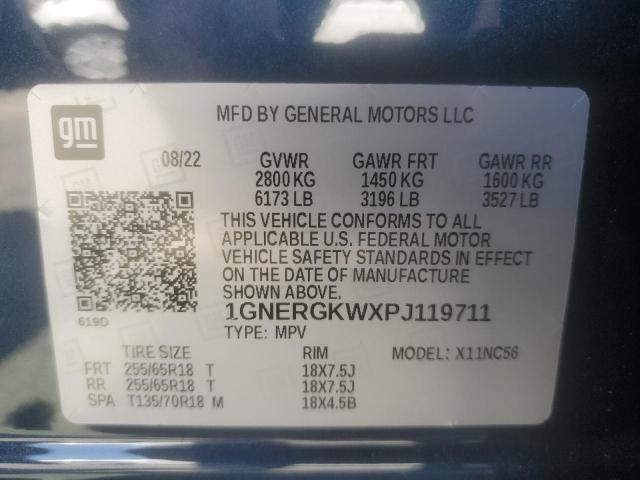 gm
MFD BY GENERAL MOTORS LLC
08/22 GVWR GAWR FRT GAWR RR
2800 KG 1450 KG 1600 KG
6173 LB 3196 LB 3527 LB
THIS VEHICLE CONFORMS TO ALL
APPLICABLE U.S. FEDERAL MOTOR
VEHICLE SAFETY STANDARDS IN EFFECT
ON THE DATE OF MANUFACTURE
SHOWN ABOVE.
619D
1GNERGKWXPJ119711
TYPE: MPV
TIRE SIZE RIM MODEL: X11NC56
FRT 255/65R18 T 18X7.5J
RR 255/65R18 T 18X7.5J
SPA T135/70R18 M 18X4.5B